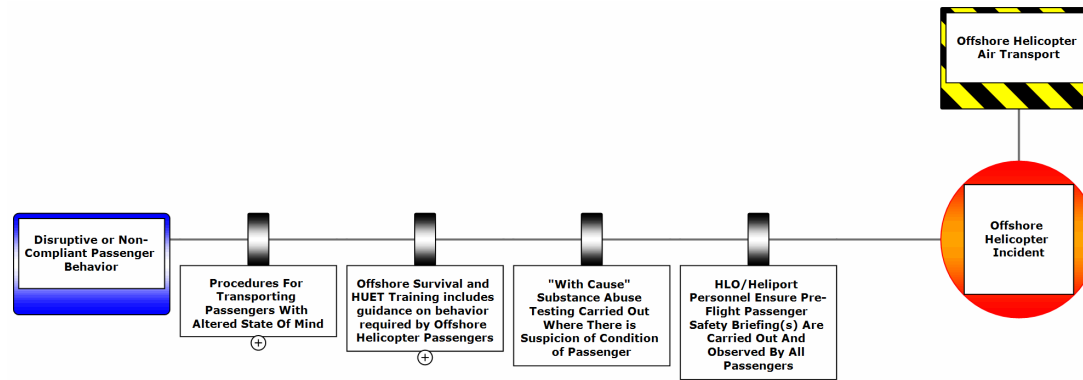 Offshore Helicopter
Air Transport
Disruptive or Non-
Compliant Passenger
Behavior
Offshore
Helicopter
Incident
Procedures For
Transporting
Passengers With
Altered State Of Mind
Offshore Survival and
HUET Training includes
guidance on behavior
required by Offshore
Helicopter Passengers
"With Cause"
Substance Abuse
Testing Carried Out
Where There is
Suspicion of Condition
of Passenger
HLO/Heliport
Personnel Ensure Pre-
Flight Passenger
Safety Briefing(s) Are
Carried Out And
Observed By All
Passengers